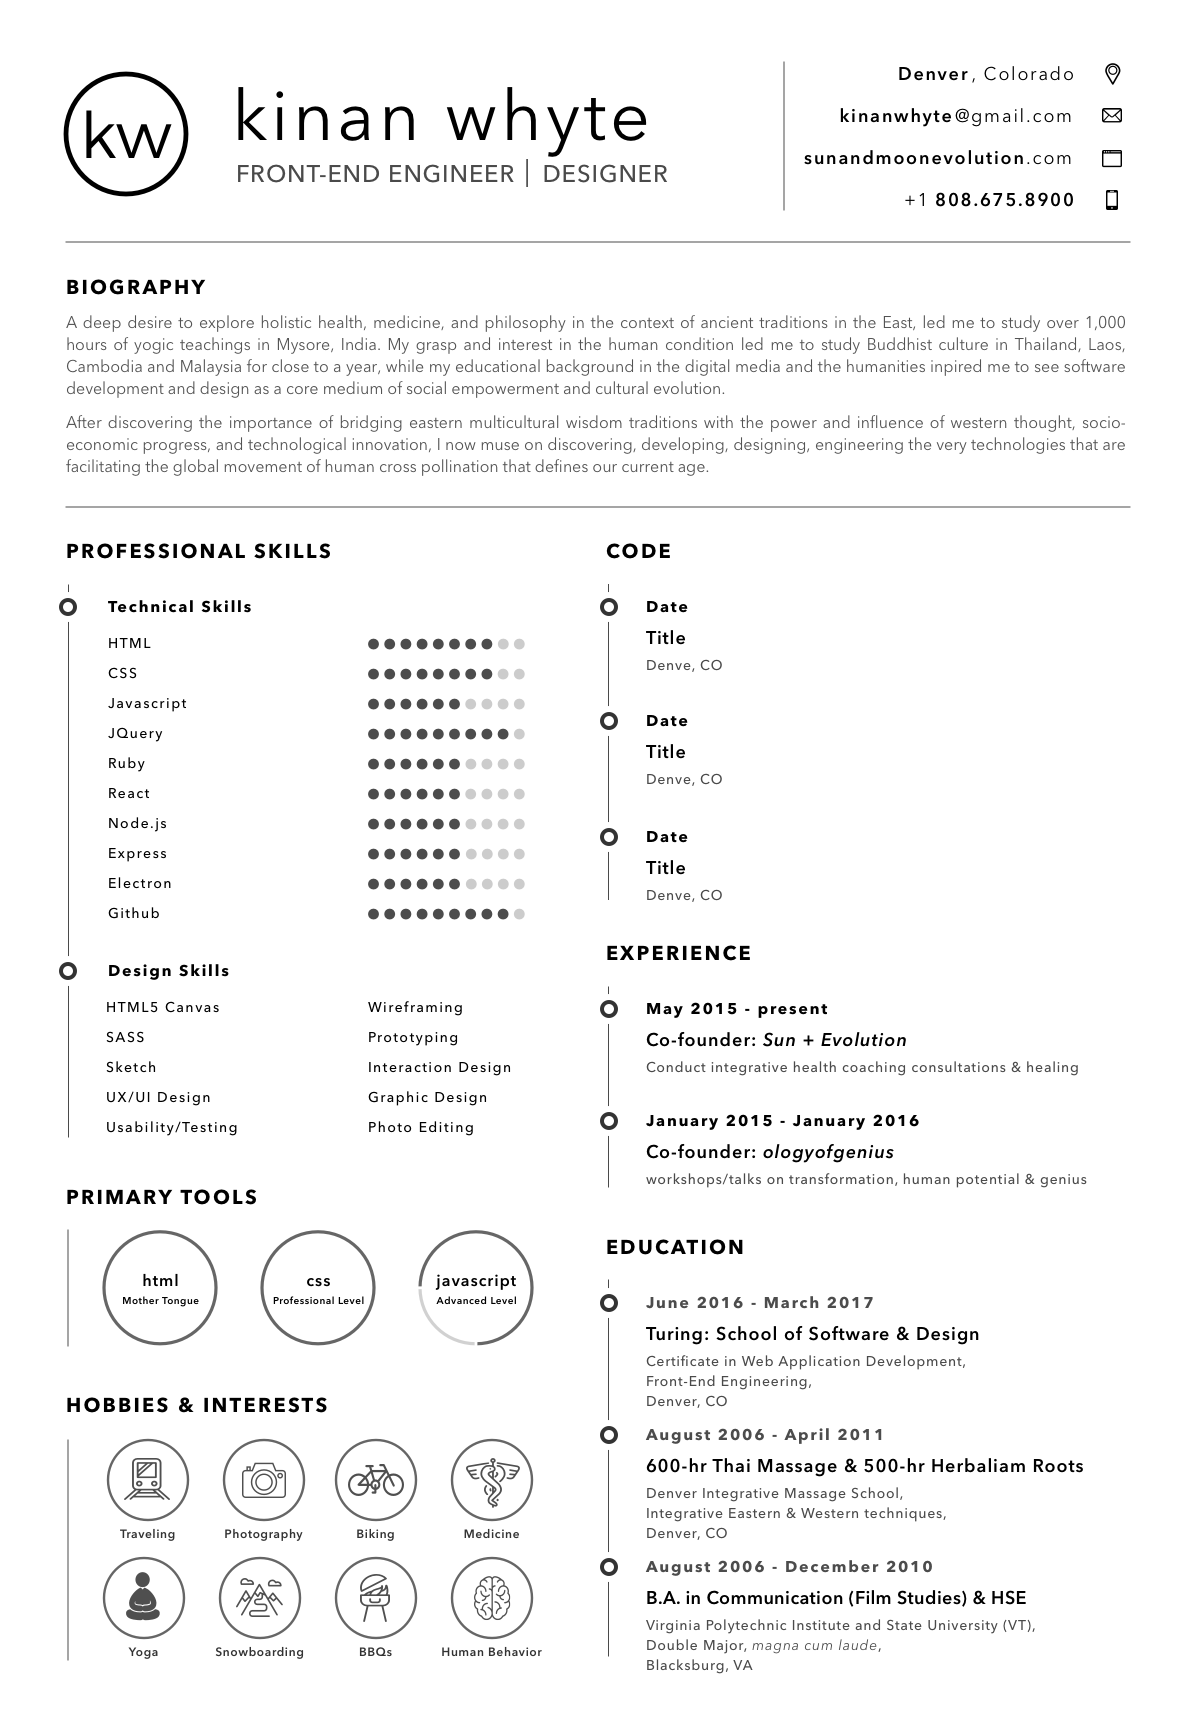 kw
kinan whyte
FRONT-END ENGINEER | DESIGNER
Denver, Colorado
kinanwhyte@gmail.com
sunandmoonevolution.com
+1 808.675.8900
BIOGRAPHY
A deep desire to explore holistic health, medicine, and philosophy in the context of ancient traditions in the East, led me to study over 1,000
hours of yogic teachings in Mysore, India. My grasp and interest in the human condition led me to study Buddhist culture in Thailand, Laos,
Cambodia and Malaysia for close to a year, while my educational background in the digital media and the humanities inpired me to see software
development and design as a core medium of social empowerment and cultural evolution.
After discovering the importance of bridging eastern multicultural wisdom traditions with the power and influence of western thought, socio-
economic progress, and technological innovation, I now muse on discovering, developing, designing, engineering the very technologies that are
facilitating the global movement of human cross pollination that defines our current age.
PROFESSIONAL SKILLS
Technical Skills
HTML
CSS
Javascript
JQuery
Ruby
React
Node.js
Express
Electron
Github
Design Skills
HTML5 Canvas
Wireframing
SASS
Prototyping
Sketch
Interaction Design
UX/UI Design
Graphic Design
Usability/Testing
Photo Editing
PRIMARY TOOLS
html
Mother Tongue
css
Professional Level
javascript
Advanced Level
HOBBIES & INTERESTS
Traveling
Photography
Biking
Medicine
Yoga
Snowboarding
BBQs
Human Behavior
CODE
Date
Title
Denve, CO
Date
Title
Denve, CO
Date
Title
Denve, CO
EXPERIENCE
May 2015 - present
Co-founder: Sun + Evolution
Conduct integrative health coaching consultations & healing
January 2015 - January 2016
Co-founder: ologyofgenius
workshops/talks on transformation, human potential & genius
EDUCATION
June 2016 - March 2017
Turing: School of Software & Design
Certificate in Web Application Development,
Front-End Engineering,
Denver, CO
August 2006 - April 2011
600-hr Thai Massage & 500-hr Herbaliam Roots
Denver Integrative Massage School,
Integrative Eastern & Western techniques,
Denver, CO
August 2006 - December 2010
B.A. in Communication (Film Studies) & HSE
Virginia Polytechnic Institute and State University (VT),
Double Major, magna cum laude,
Blacksburg, VA